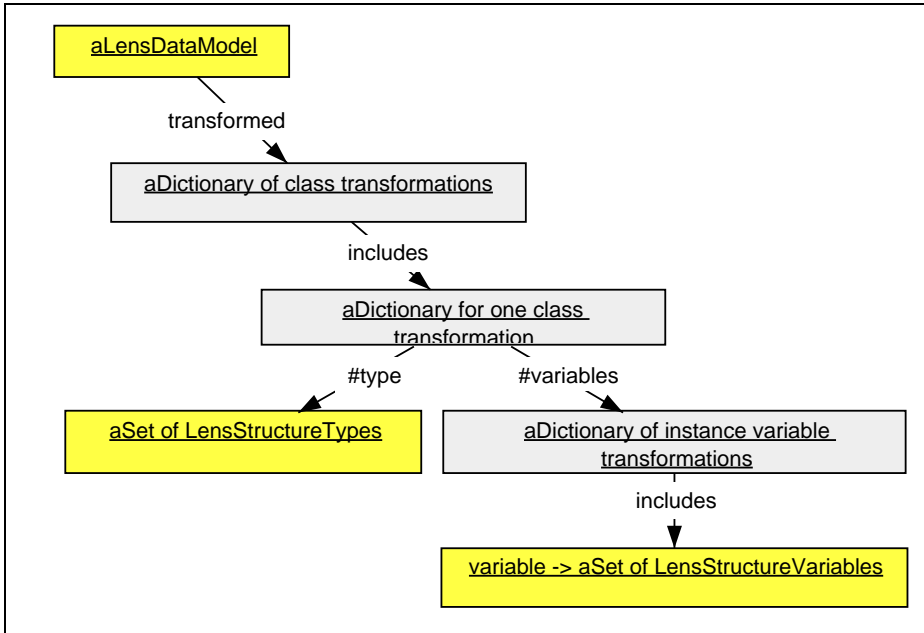 aLensDataModel
transformed
aDictionary of class transformations
includes
aDictionary for one class
transformation
#type
#variables
aSet of LensStructureTypes
aDictionary of instance variable
transformations
includes
variable -> aSet of LensStructureVariables